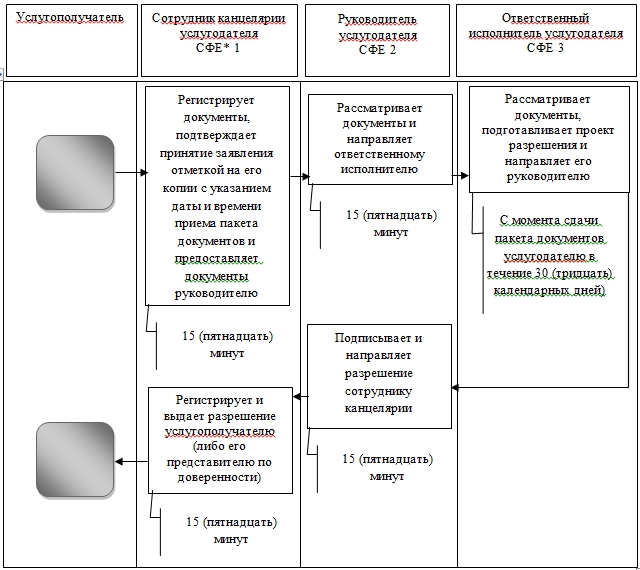 Услугополучатель
Сотрудник канцелярии
услугодателя
СФЕ* 1
Руководитель
услугодателя
СФЕ 2
Ответственный
исполнитель услугодателя
СФЕ 3
Регистрирует
документы,
подтверждает
принятие заявления
отметкой на его
копии с указанием
даты и времени
приема пакета
документов и
предоставляет
документы
руководителю
15 (пятнадцать)
минут
Рассматривает
документы и
направляет
ответственному
исполнителю
15 (пятнадцать)
минут
Рассматривает
документы,
подготавливает проект
разрешения и
направляет его
руководителю
С момента сдачи
пакета документов
услугодателю в
течение 30 (тридцать)
календарных дней)
Подписывает и
направляет
разрешение
сотруднику
канцелярии
15 (пятнадцать)
минут
Регистрирует и
выдает разрешение
услугополучателю
(либо его
представителю по
доверенности)
15 (пятнадцать)
минут